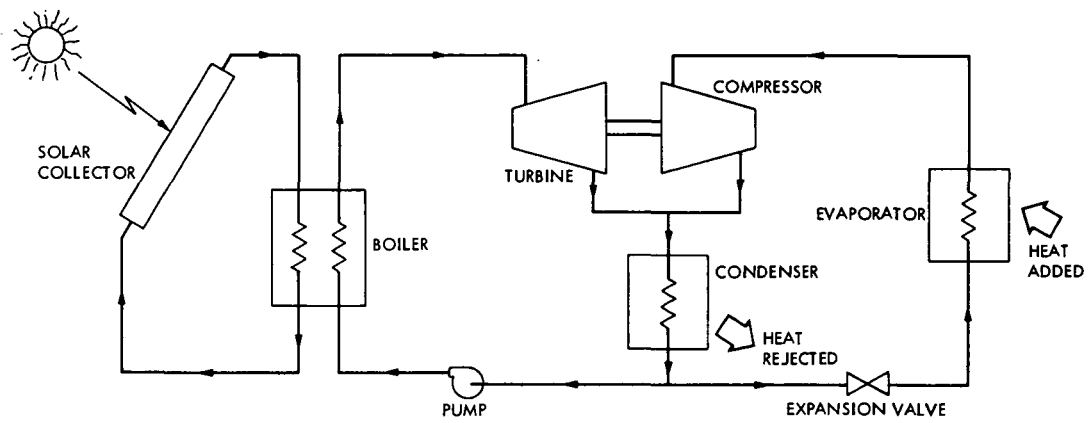 SOLAR
COLLECTOR
BOILER
TURBINE
COMPRESSOR
CONDENSER
HEAT
REJECTED
PUMP
EXPANSION VALVE
EVAPORATOR
HEAT
ADDED